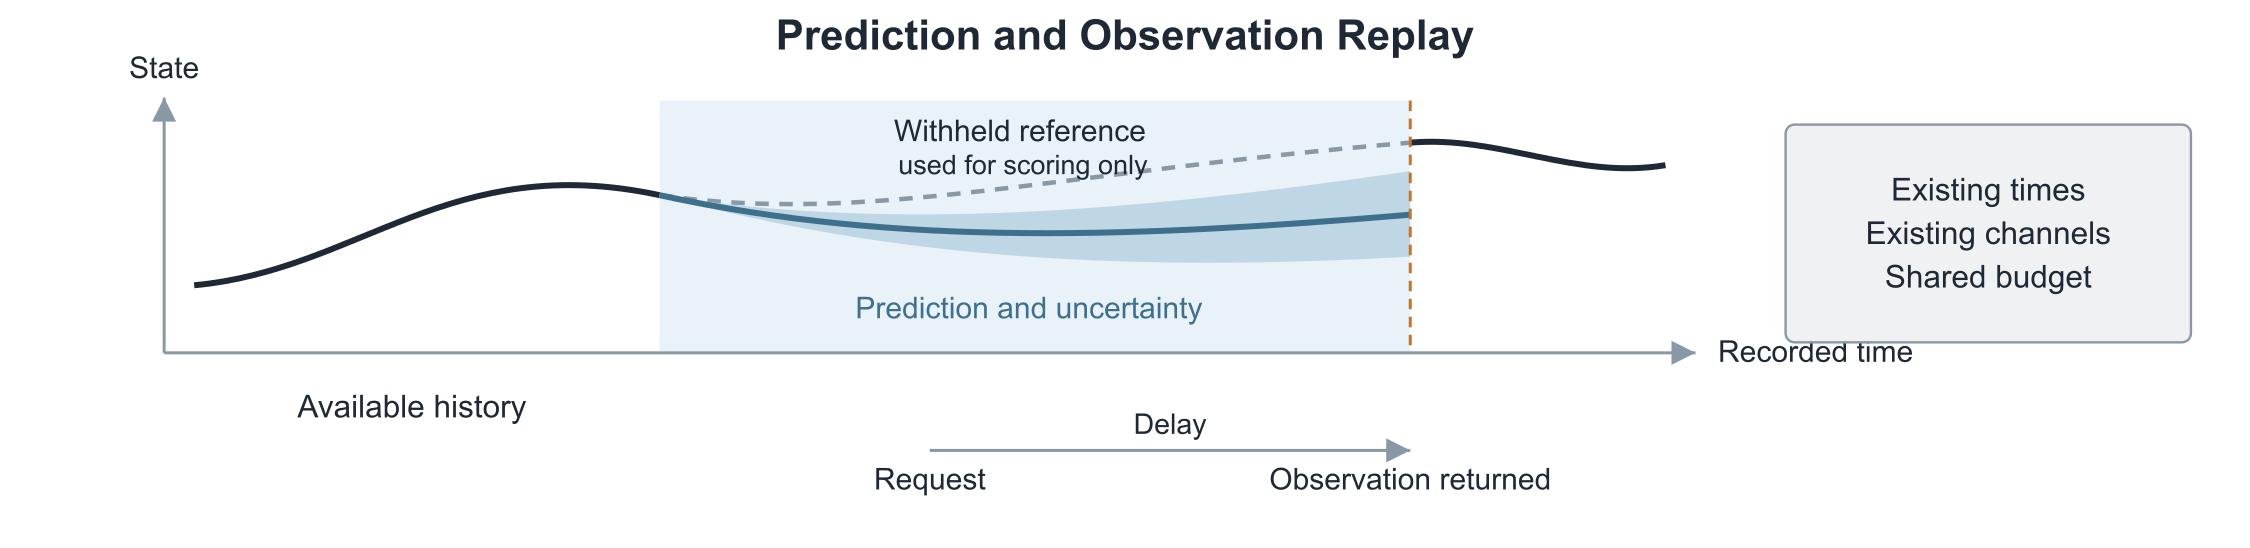 Prediction and Observation Replay
State
Withheld reference
used for scoring only
Existing times
Existing channels
Shared budget
Prediction and uncertainty
Recorded time
Available history
Delay
Request
Observation returned